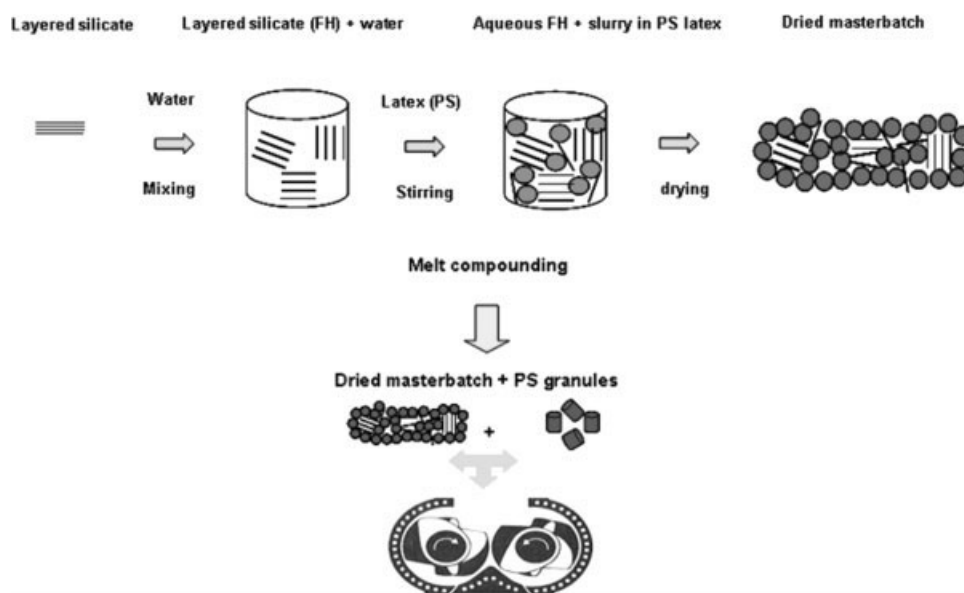 Layered silicate
Layered silicate (FH) + water
Aqueous FH + slurry in PS latex
Dried masterbatch
Water
Mixing
Latex (PS)
Stirring
drying
Melt compounding
Dried masterbatch + PS granules
+